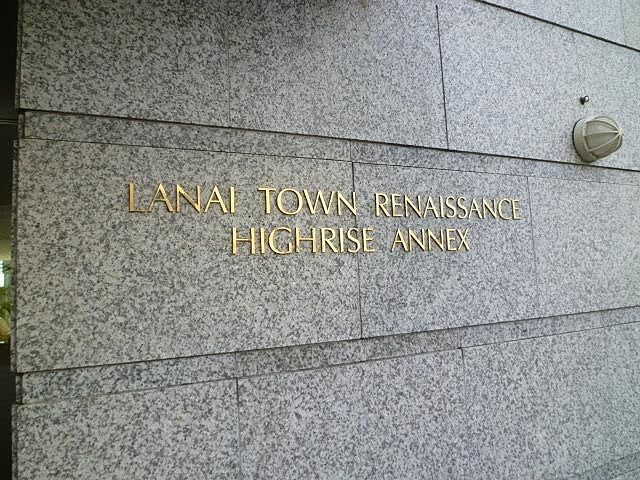 LANAI TOWN RENAISSANCE
HIGHRISE ANNEX